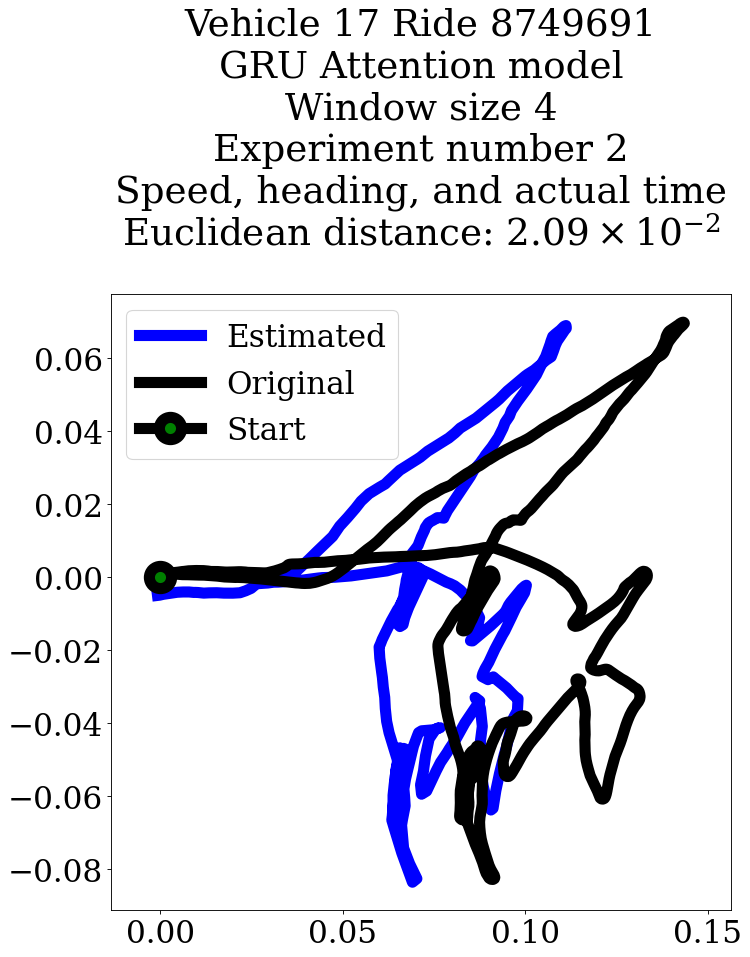 Vehicle 17 Ride 8749691
GRU Attention model
Window size 4
Experiment number 2
Speed, heading, and actual time
Euclidean distance: 2.09 × 10⁻²
Estimated
Original
Start
0.06
0.04
0.02
0.00
−0.02
−0.04
−0.06
−0.08
0.00 0.05 0.10 0.15